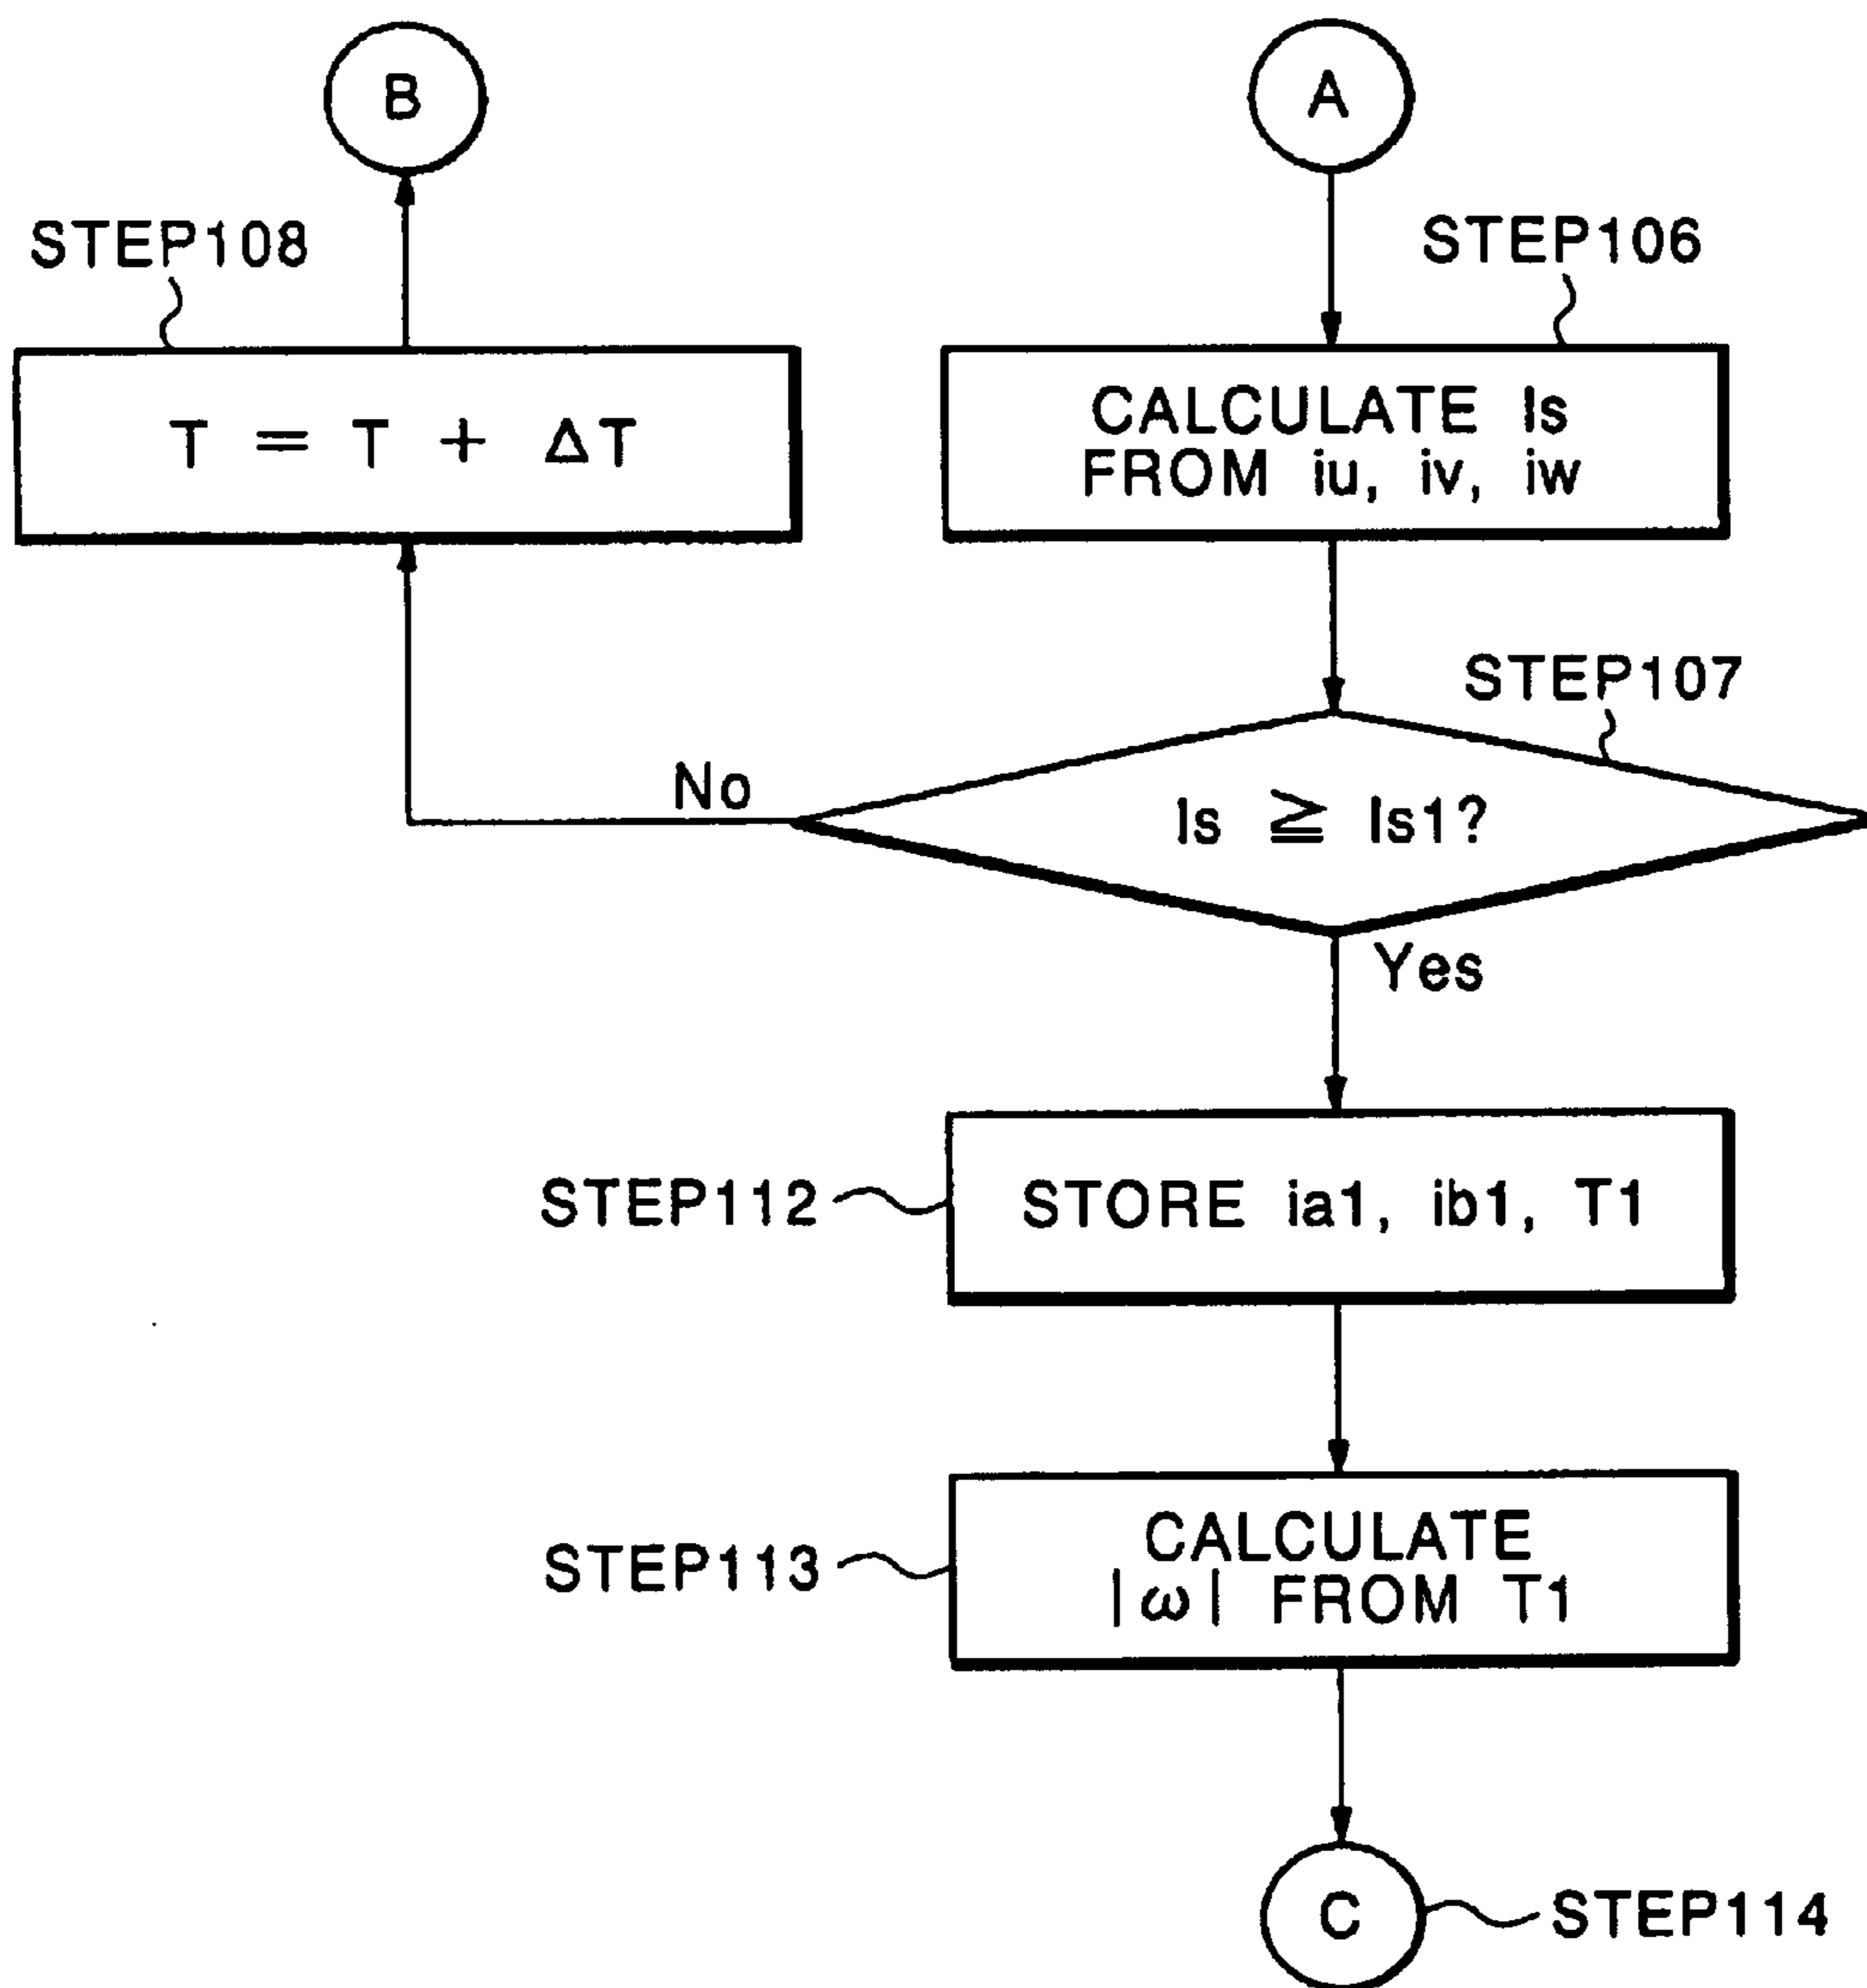 B
A
STEP108
STEP106
T = T + ΔT
CALCULATE Is
FROM iu, iv, iw
STEP107
No
Is ≧ Is1?
Yes
STEP112
STORE ia1, ib1, T1
STEP113
CALCULATE
|ω| FROM T1
C
STEP114